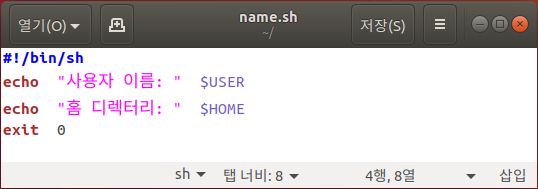 열기(O)
name.sh
~/
저장(S)
#!/bin/sh
echo "사용자 이름: " $USER
echo "홈 디렉터리: " $HOME
exit 0
sh 탭 너비: 8 4행, 8열 삽입